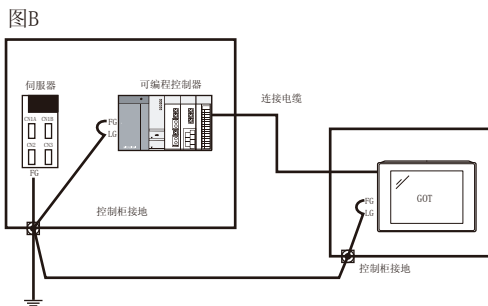 图B
伺服器
可编程控制器
连接电缆
CN1A CN1B
CN2 CN3
FG
FG
LG
控制柜接地
FG
LG
GOT
控制柜接地